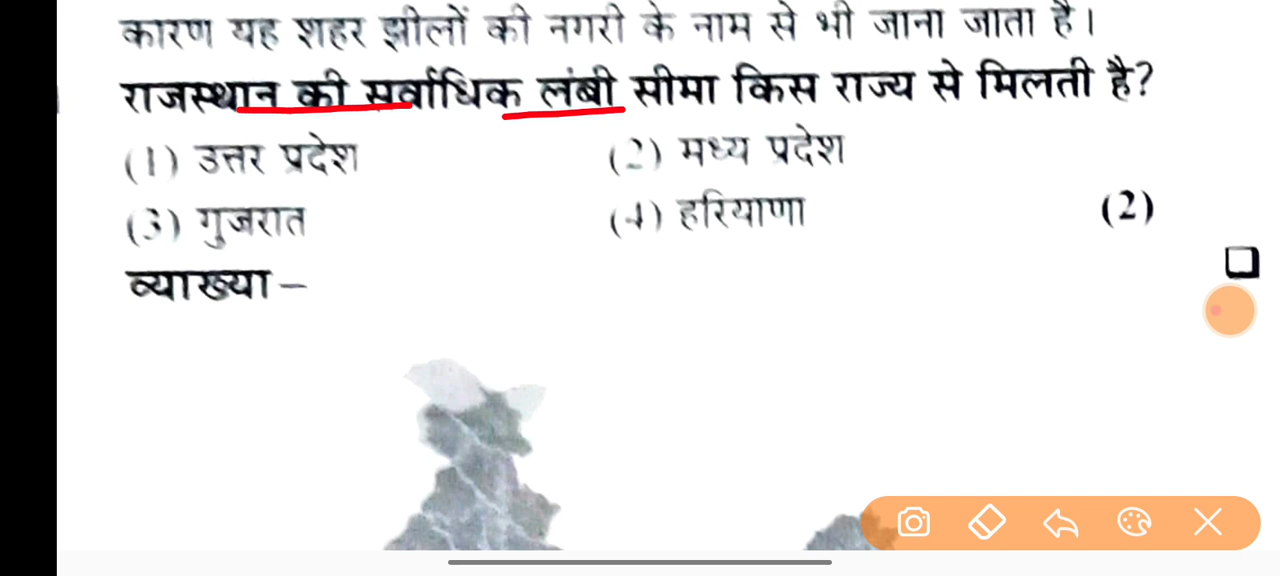 कारण यह शहर झीलों की नगरी के नाम से भी जाना जाता है।
राजस्थान की सर्वाधिक लंबी सीमा किस राज्य से मिलती है?
(1) उत्तर प्रदेश (2) मध्य प्रदेश
(3) गुजरात (4) हरियाणा (2)
व्याख्या –